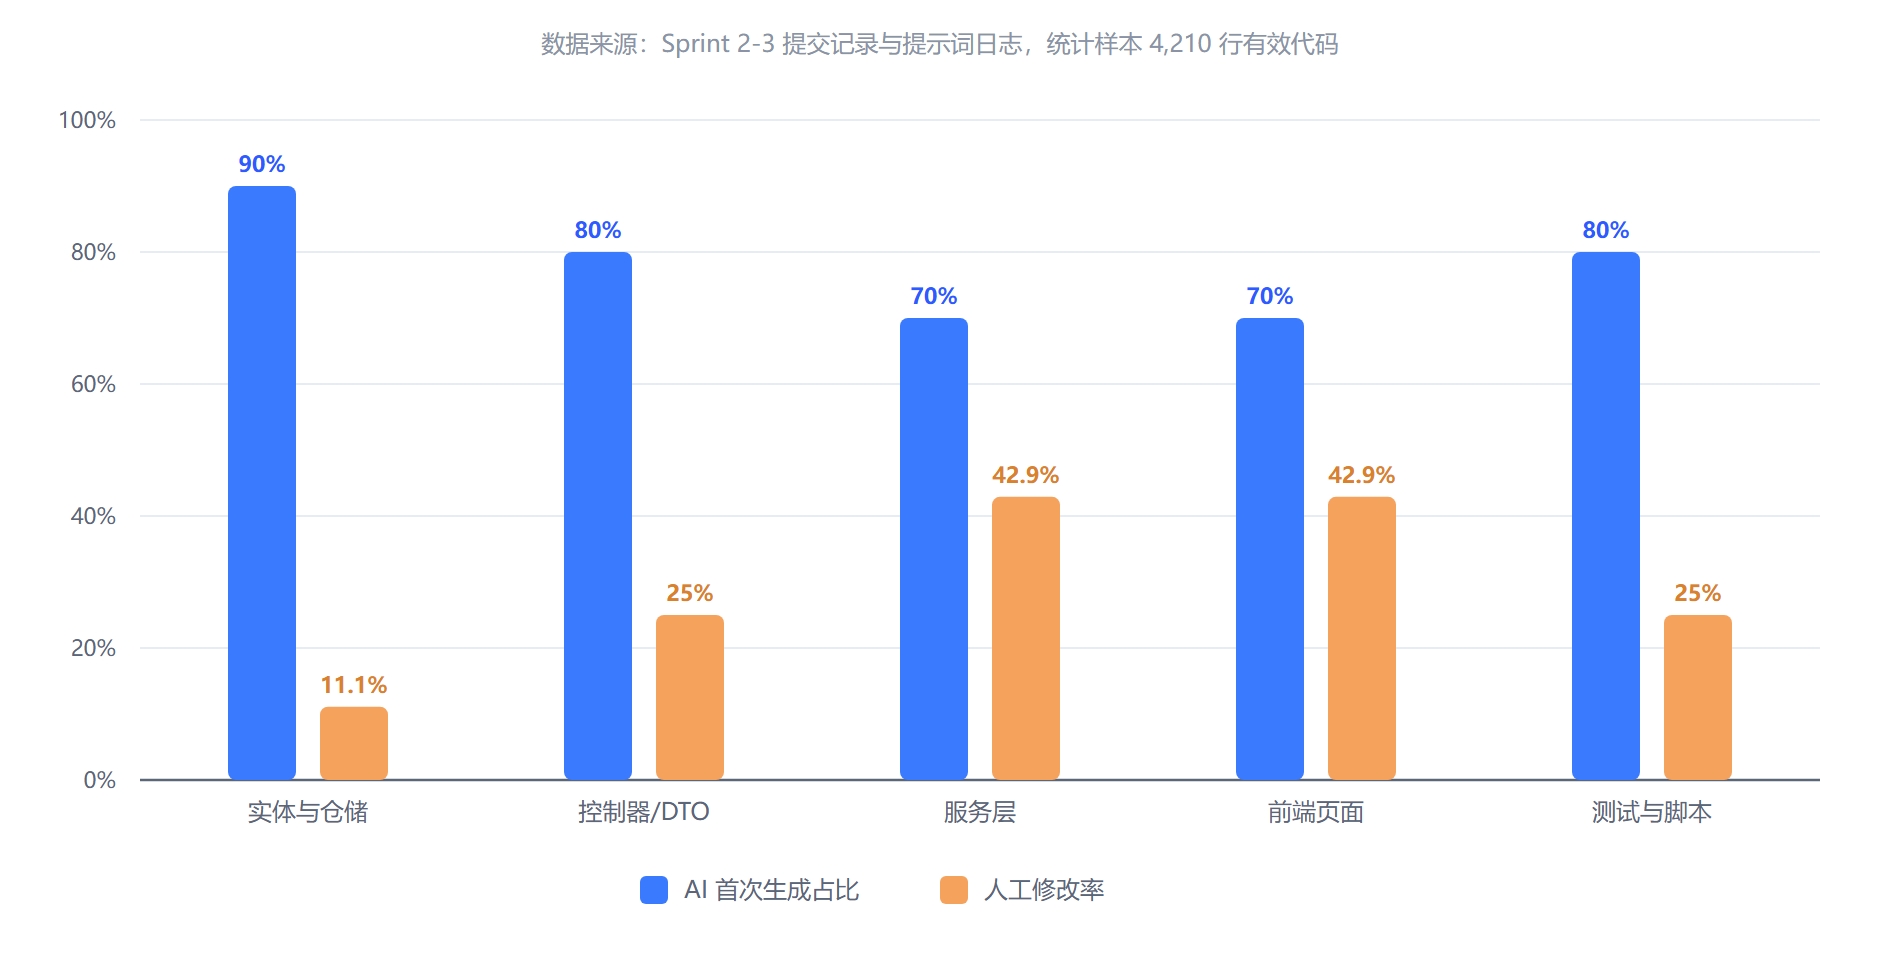 数据来源：Sprint 2-3 提交记录与提示词日志，统计样本 4,210 行有效代码
100%
80%
60%
40%
20%
0%
90%
11.1%
80%
25%
70%
42.9%
70%
42.9%
80%
25%
实体与仓储
控制器/DTO
服务层
前端页面
测试与脚本
AI 首次生成占比
人工修改率